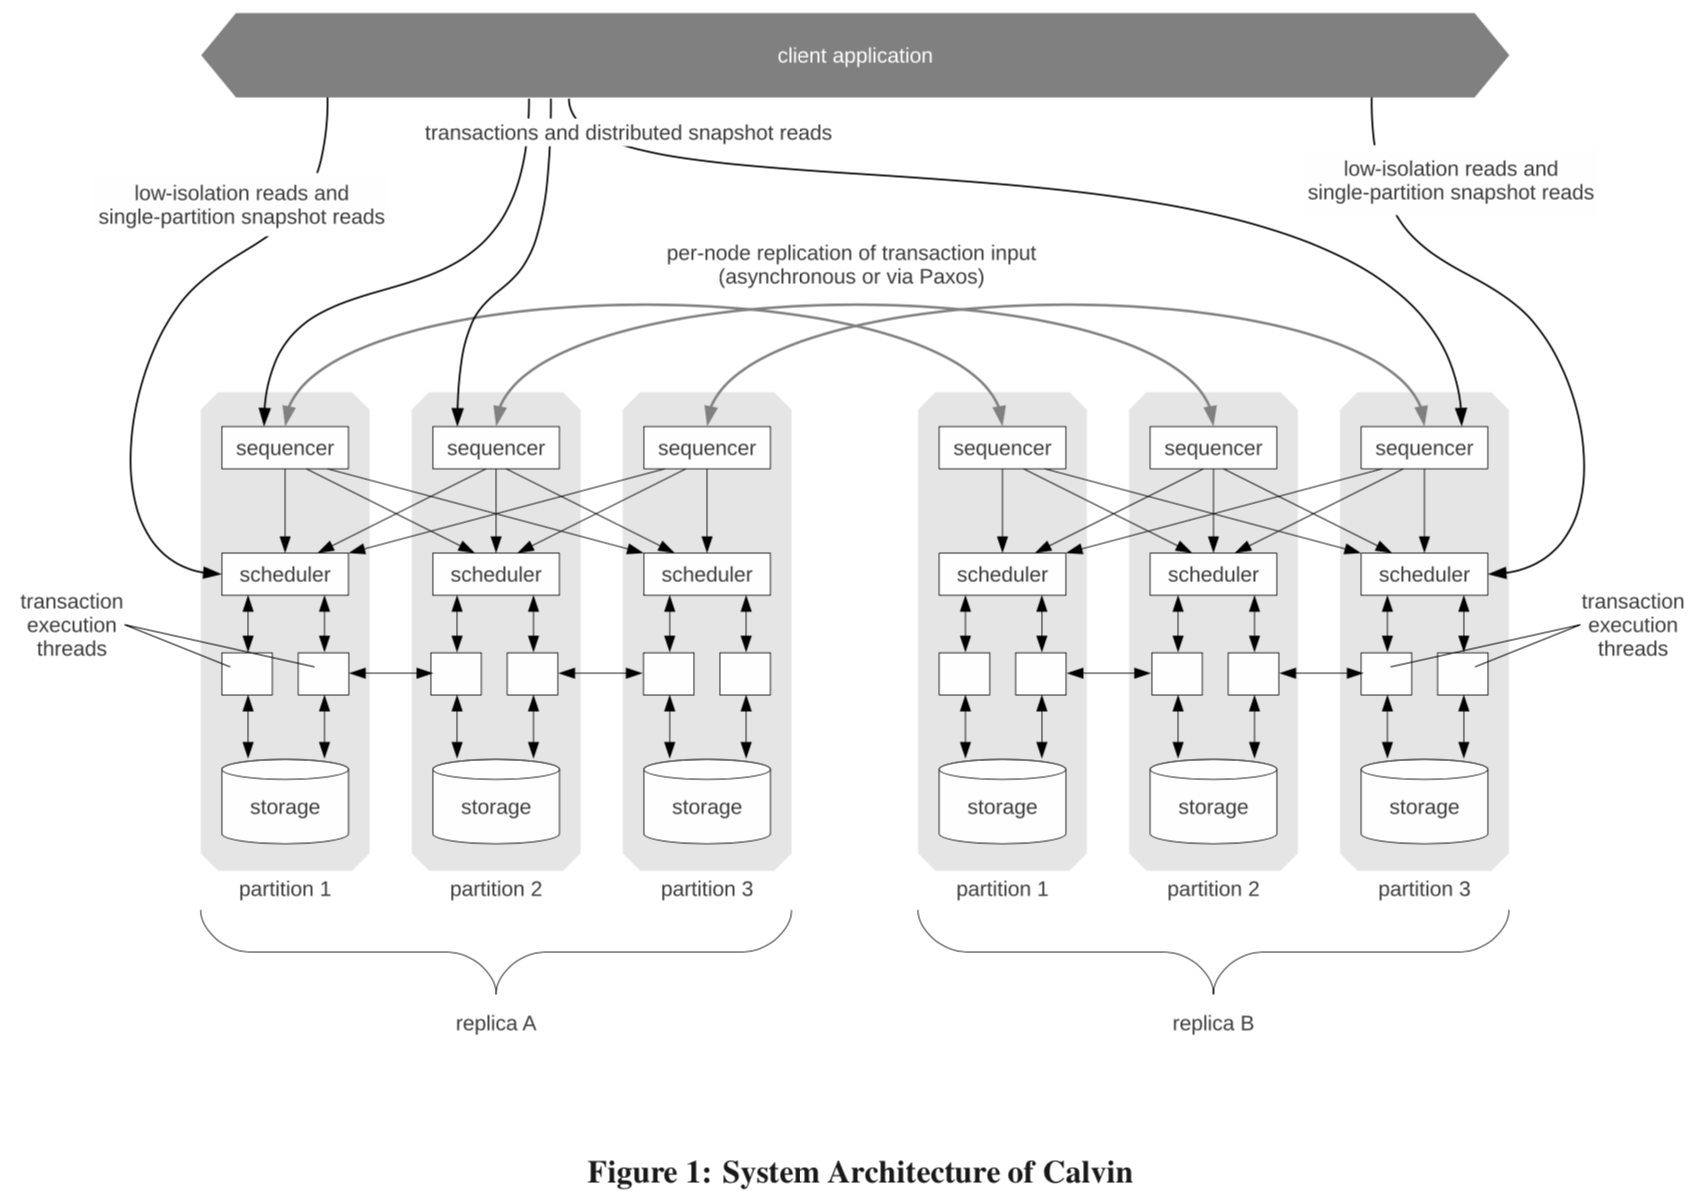 client application
transactions and distributed snapshot reads
low-isolation reads and
single-partition snapshot reads
low-isolation reads and
single-partition snapshot reads
per-node replication of transaction input
(asynchronous or via Paxos)
sequencer
sequencer
sequencer
sequencer
sequencer
sequencer
scheduler
scheduler
scheduler
scheduler
scheduler
scheduler
transaction
execution
threads
transaction
execution
threads
storage
storage
storage
storage
storage
storage
partition 1
partition 2
partition 3
partition 1
partition 2
partition 3
replica A
replica B
Figure 1: System Architecture of Calvin